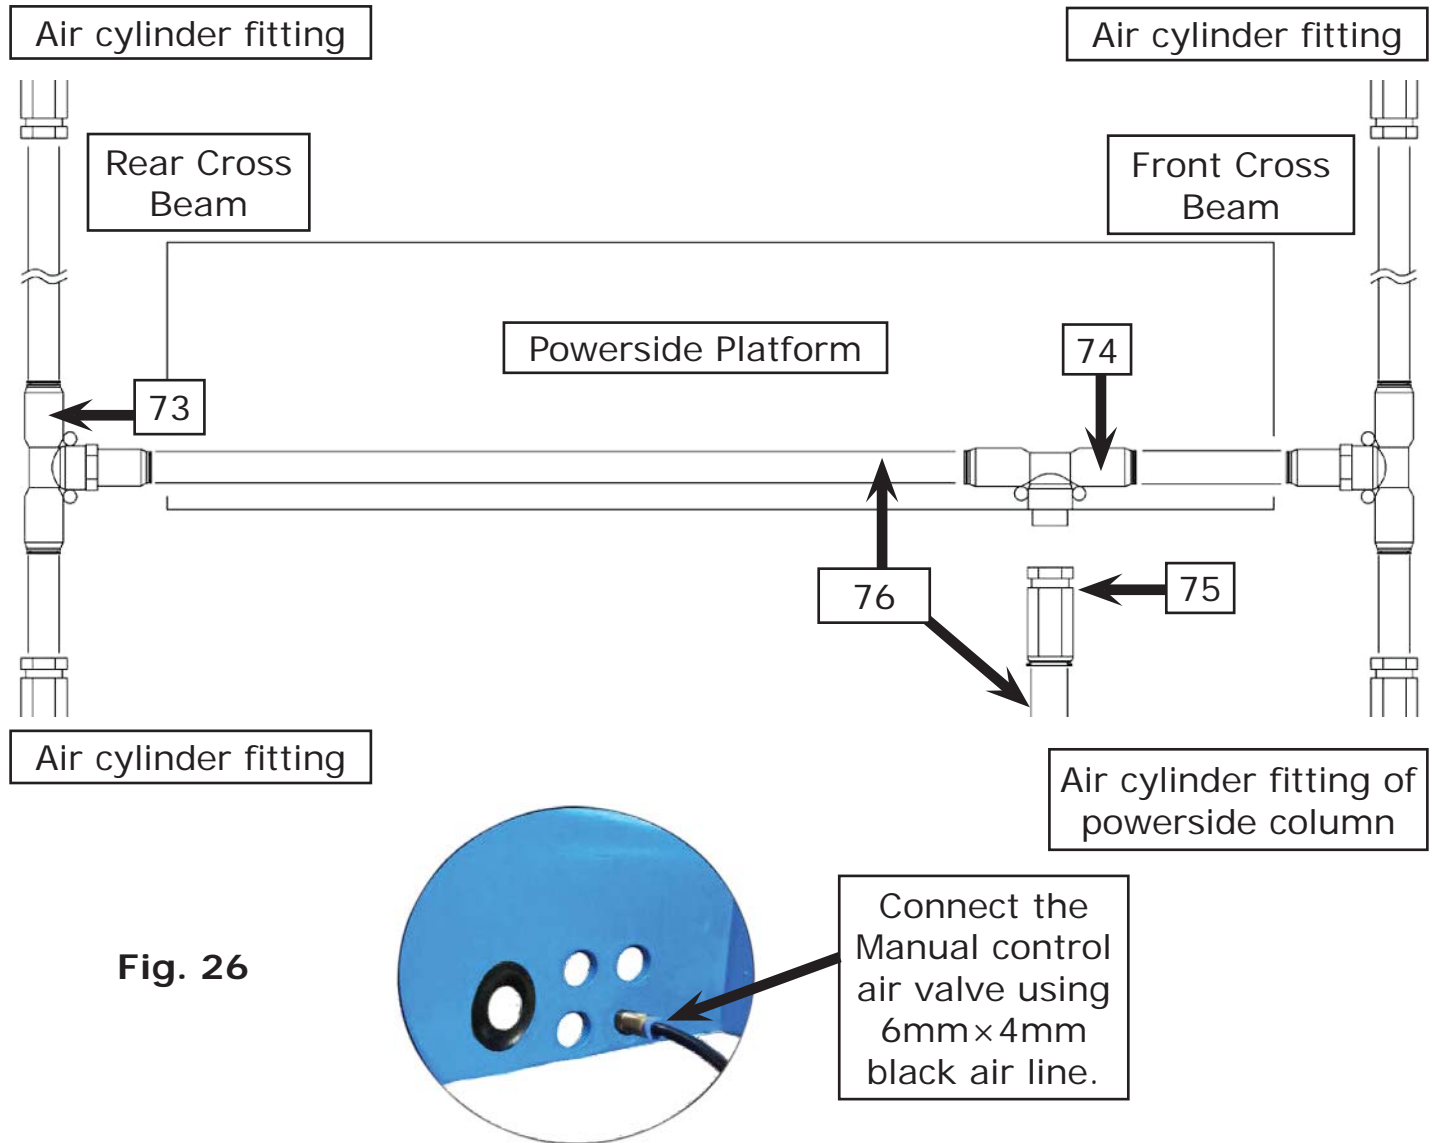 Air cylinder fitting
Air cylinder fitting
Rear Cross
Beam
Front Cross
Beam
Powerside Platform
74
73
76
75
Air cylinder fitting
Air cylinder fitting of
powerside column
Fig. 26
Connect the
Manual control
air valve using
6mm×4mm
black air line.